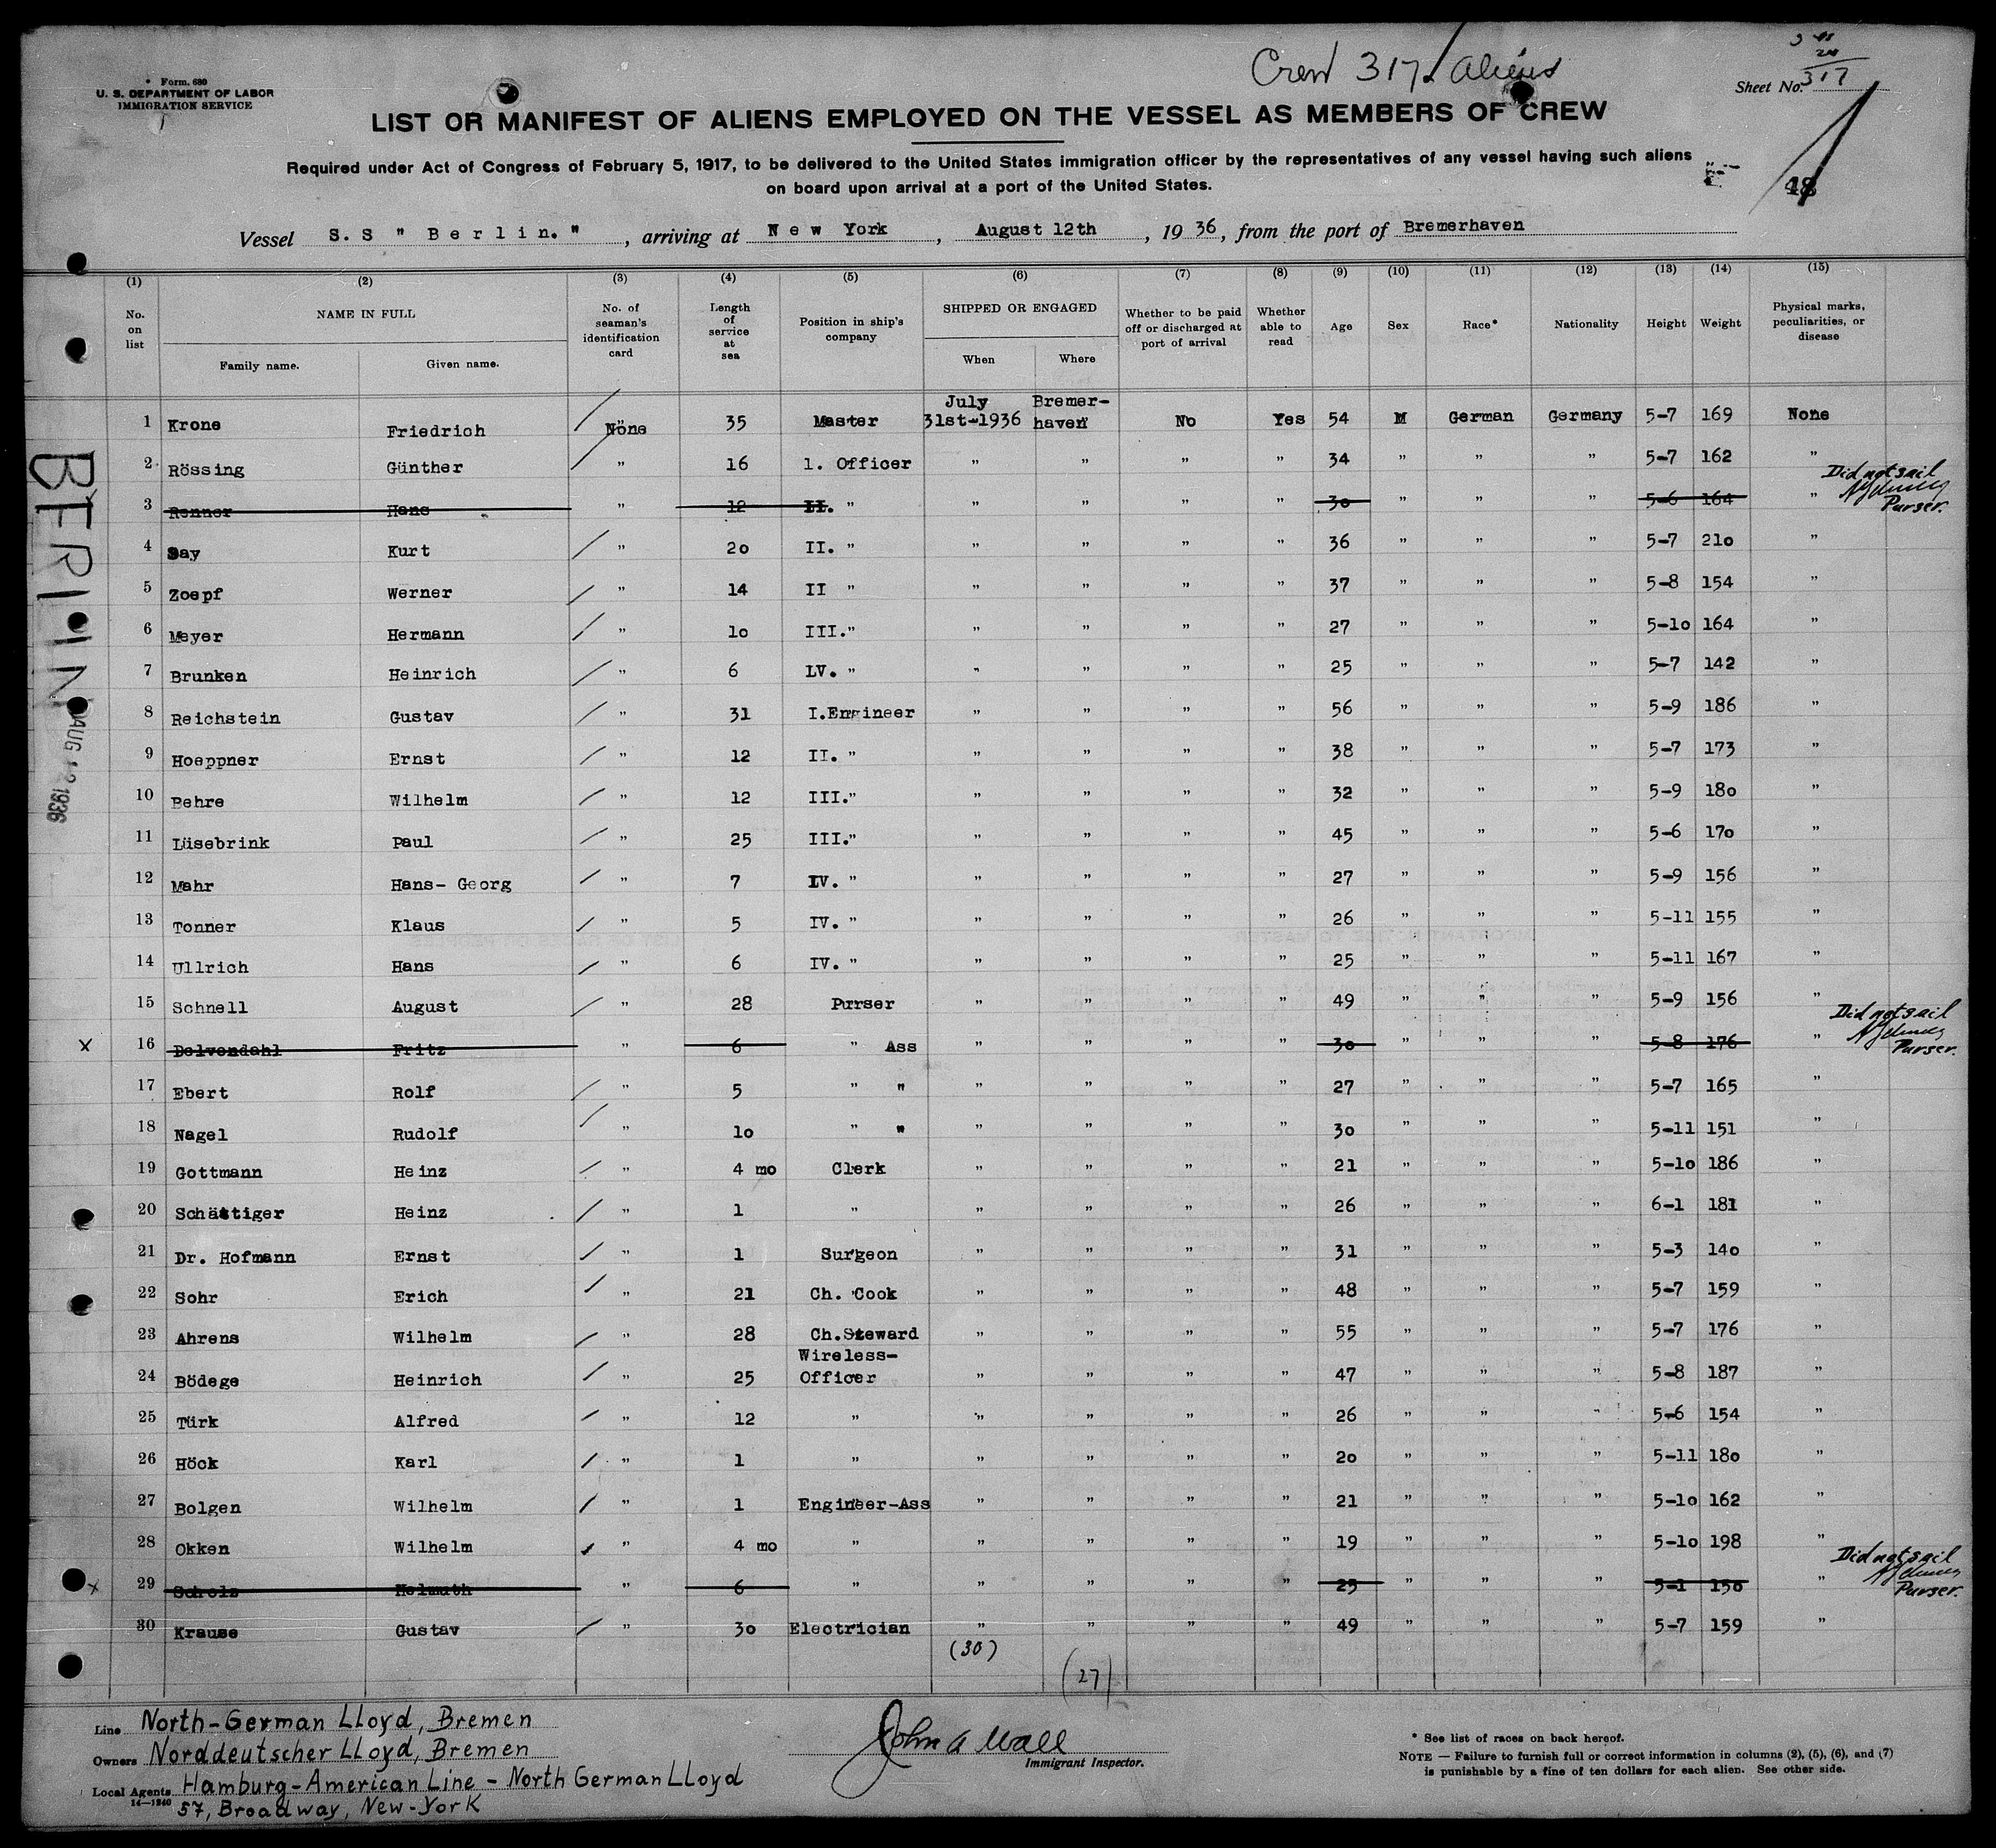 Crew 317 Aliens
Form. 680
U. S. DEPARTMENT OF LABOR
IMMIGRATION SERVICE
Sheet No. 317
LIST OR MANIFEST OF ALIENS EMPLOYED ON THE VESSEL AS MEMBERS OF CREW
Required under Act of Congress of February 5, 1917, to be delivered to the United States immigration officer by the representatives of any vessel having such aliens
on board upon arrival at a port of the United States.
Vessel S.S " Berlin. " , arriving at New York , August 12th , 19 36, from the port of Bremerhaven
(1) (2) (3) (4) (5) (6) (7) (8) (9) (10) (11) (12) (13) (14) (15)
No. on list
NAME IN FULL
Family name. Given name.
No. of seaman's identification card
Length of service at sea
Position in ship's company
SHIPPED OR ENGAGED
When Where
Whether to be paid off or discharged at port of arrival
Whether able to read
Age Sex Race* Nationality Height Weight
Physical marks, peculiarities, or disease
1 Krone Friedrich None 35 Master July 31st-1936 Bremerhaven No Yes 54 M German Germany 5-7 169 None
2 Rössing Günther " 16 1. Officer " " " " 34 " " " 5-7 162 "
3 Renner Hans " 12 II. " " " " " 30 " " " 5-6 164 " Did not sail Purser.
4 Say Kurt " 20 II. " " " " " 36 " " " 5-7 210 "
5 Zoepf Werner " 14 II " " " " " 37 " " " 5-8 154 "
6 Meyer Hermann " 10 III." " " " " 27 " " " 5-10 164 "
7 Brunken Heinrich " 6 LV. " " " " " 25 " " " 5-7 142 "
8 Reichstein Gustav " 31 I.Engineer " " " " 56 " " " 5-9 186 "
9 Hoeppner Ernst " 12 II. " " " " " 38 " " " 5-7 173 "
10 Behre Wilhelm " 12 III." " " " " 32 " " " 5-9 180 "
11 Lüsebrink Paul " 25 III." " " " " 45 " " " 5-6 170 "
12 Mahr Hans- Georg " 7 IV. " " " " " 27 " " " 5-9 156 "
13 Tonner Klaus " 5 IV. " " " " " 26 " " " 5-11 155 "
14 Ullrich Hans " 6 IV. " " " " " 25 " " " 5-11 167 "
15 Schnell August " 28 Purser " " " " 49 " " " 5-9 156 "
X 16 Delvendahl Fritz " 6 " Ass " " " " 30 " " " 5-8 176 " Did not sail Purser.
17 Ebert Rolf " 5 " " " " " " 27 " " " 5-7 165 "
18 Nagel Rudolf " 10 " " " " " " 30 " " " 5-11 151 "
19 Gottmann Heinz " 4 mo Clerk " " " " 21 " " " 5-10 186 "
20 Schättiger Heinz " 1 " " " " " 26 " " " 6-1 181 "
21 Dr. Hofmann Ernst " 1 Surgeon " " " " 31 " " " 5-3 140 "
22 Sohr Erich " 21 Ch. Cook " " " " 48 " " " 5-7 159 "
23 Ahrens Wilhelm " 28 Ch.Steward " " " " 55 " " " 5-7 176 "
24 Bödege Heinrich " 25 Wireless-Officer " " " " 47 " " " 5-8 187 "
25 Türk Alfred " 12 " " " " " 26 " " " 5-6 154 "
26 Höck Karl " 1 " " " " " 20 " " " 5-11 180 "
27 Bolgen Wilhelm " 1 Engineer-Ass " " " " 21 " " " 5-10 162 "
28 Okken Wilhelm " 4 mo " " " " " 19 " " " 5-10 198 "
X 29 Scholz Helmuth " 6 " " " " " 25 " " " 5-1 150 " Did not sail Purser.
30 Krause Gustav " 30 Electrician " " " " 49 " " " 5-7 159 "
(30)
(27)
BERLIN
AUG 12 1936
Line North-German Lloyd, Bremen
Owners Norddeutscher Lloyd, Bremen
Local Agents Hamburg-American Line - North German Lloyd
14-1240 57, Broadway, New-York
John A Wall
Immigrant Inspector.
* See list of races on back hereof.
NOTE — Failure to furnish full or correct information in columns (2), (5), (6), and (7)
is punishable by a fine of ten dollars for each alien. See other side.